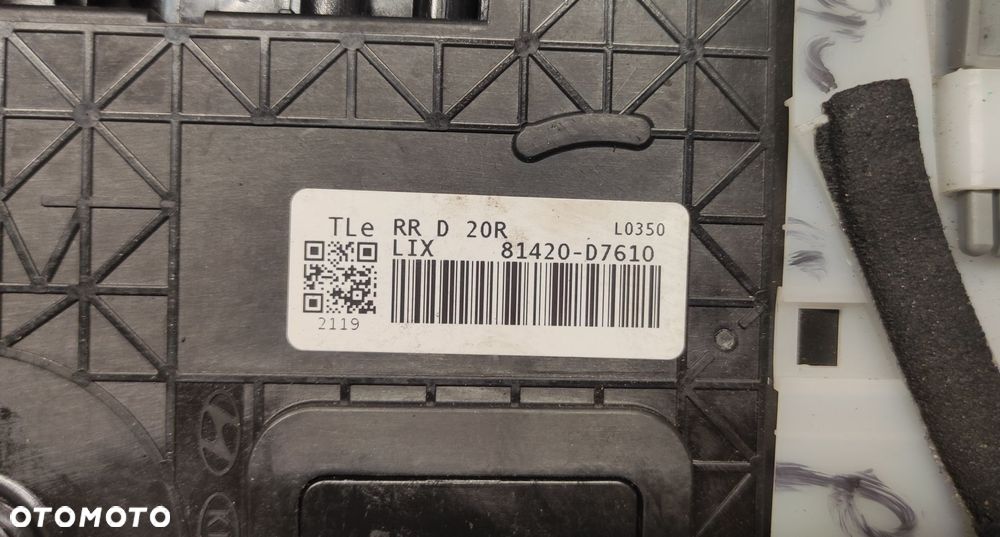 TLe RR D 20R L0350
LIX 81420-D7610
2119
OTOMOTO